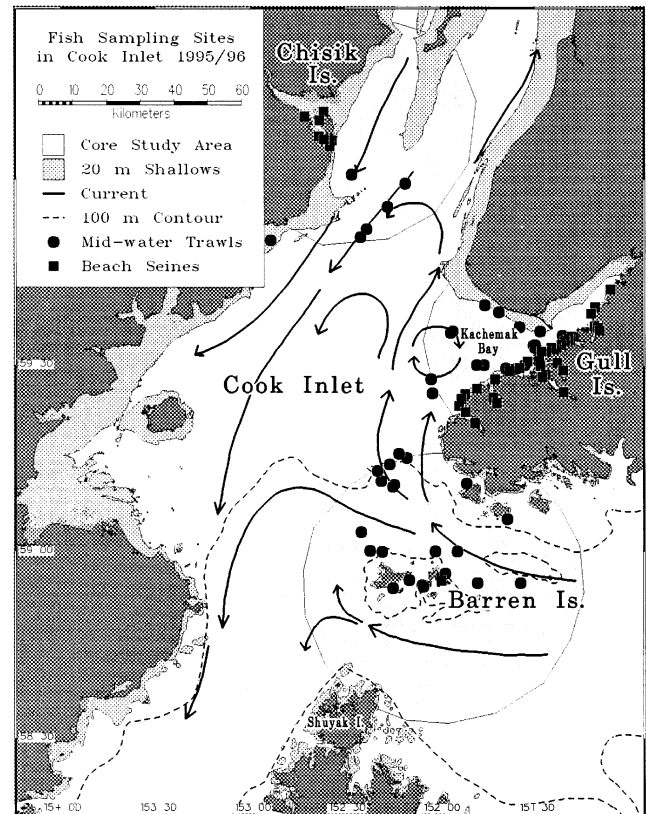 Fish Sampling Sites
in Cook Inlet 1995/96
0 10 20 30 40 50 60
kilometers
Core Study Area
20 m Shallows
Current
100 m Contour
Mid-water Trawls
Beach Seines
Chisik
Is.
Kachemak
Bay
Gull
Is.
59 30
Cook Inlet
59 00
Barren Is.
58 30
Shuyak I.
153 30
153 00
152 30
152 00